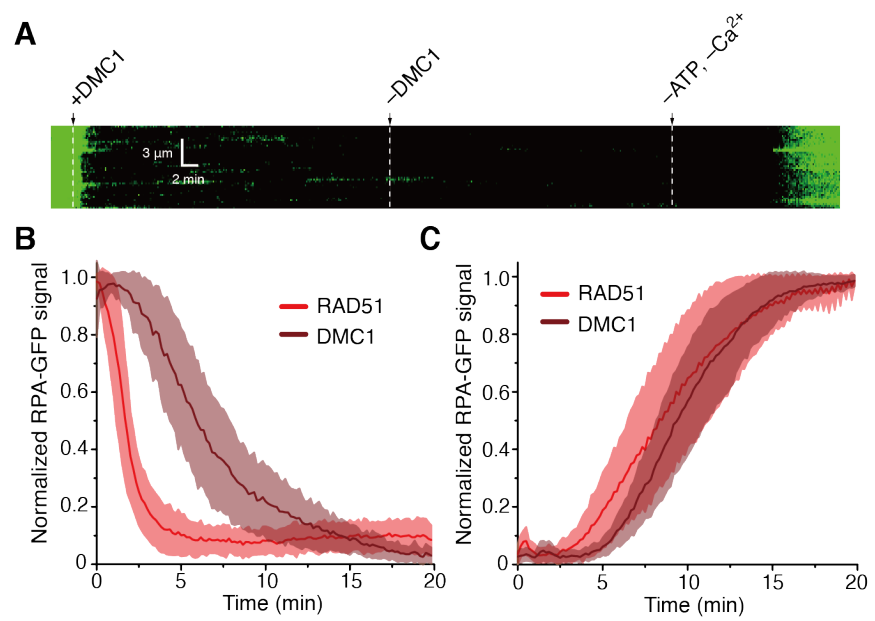 A
+DMC1
–DMC1
–ATP, –Ca²⁺
3 µm
2 min
B
C
Normalized RPA-GFP signal
1.0
0.8
0.6
0.4
0.2
0
RAD51
DMC1
0 5 10 15 20
Time (min)
Normalized RPA-GFP signal
1.0
0.8
0.6
0.4
0.2
0
RAD51
DMC1
0 5 10 15 20
Time (min)